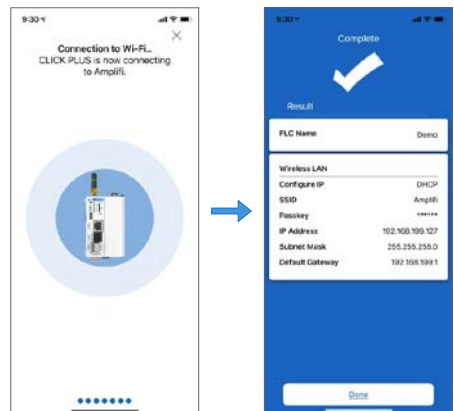 9:30
Connection to Wi-Fi..
CLICK PLUS is now connecting
to Amplifi.
9:30
Complete
Result
PLC Name Demo
Wireless LAN
Configure IP DHCP
SSID Amplifi
Passkey ••••••
IP Address 192.168.199.127
Subnet Mask 255.255.255.0
Default Gateway 192.168.199.1
Done